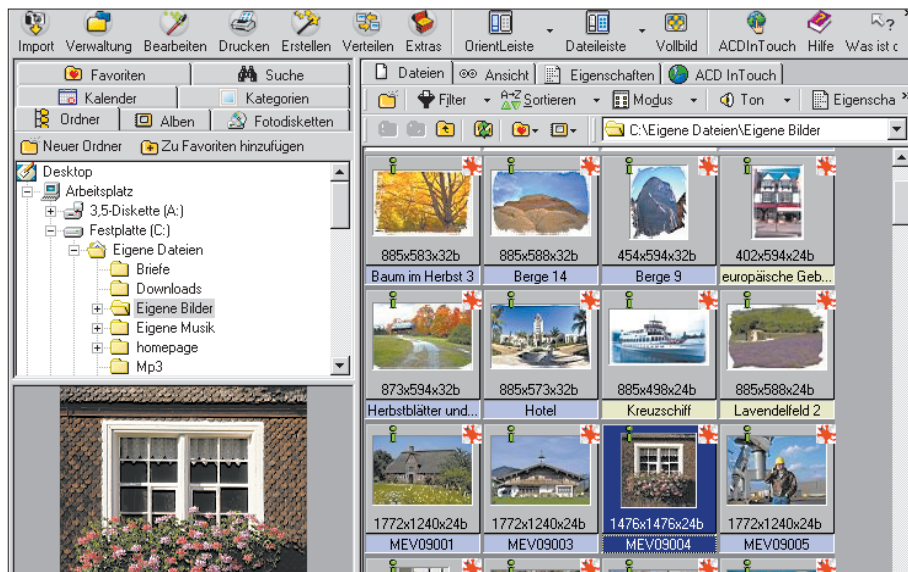 Import Verwaltung Bearbeiten Drucken Erstellen Verteilen Extras OrientLeiste Dateileiste Vollbild ACDInTouch Hilfe Was ist
Favoriten Suche
Kalender Kategorien
Ordner Alben Fotodisketten
Neuer Ordner Zu Favoriten hinzufügen
Desktop
Arbeitsplatz
3,5-Diskette (A:)
Festplatte (C:)
Eigene Dateien
Briefe
Downloads
Eigene Bilder
Eigene Musik
homepage
Mp3
Dateien Ansicht Eigenschaften ACD InTouch
Filter Sortieren Modus Ton Eigenscha
C:\Eigene Dateien\Eigene Bilder
885x583x32b 885x588x32b 454x594x32b 402x594x24b
Baum im Herbst 3 Berge 14 Berge 9 europäische Geb...
873x594x32b 885x573x32b 885x498x24b 885x588x24b
Herbstblätter und... Hotel Kreuzschiff Lavendelfeld 2
1772x1240x24b 1772x1240x24b 1476x1476x24b 1772x1240x24b
MEV09001 MEV09003 MEV09004 MEV09005